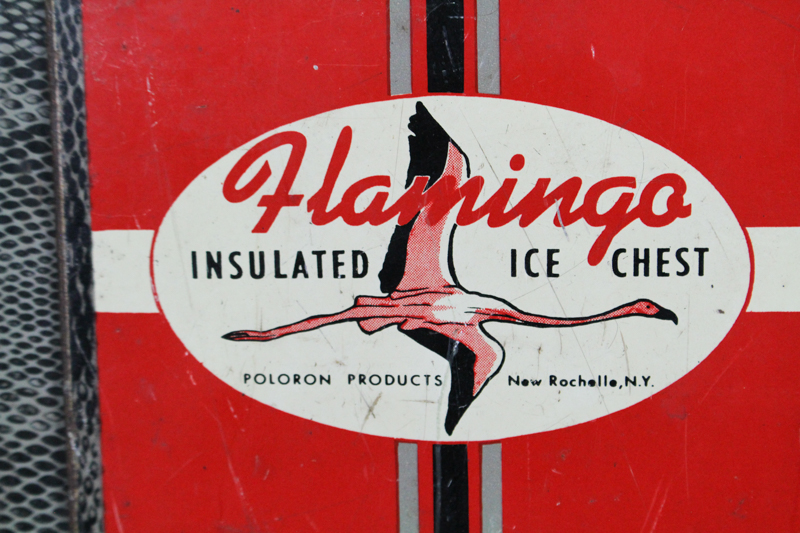 Flamingo
INSULATED ICE CHEST
POLORON PRODUCTS New Rochelle, N.Y.